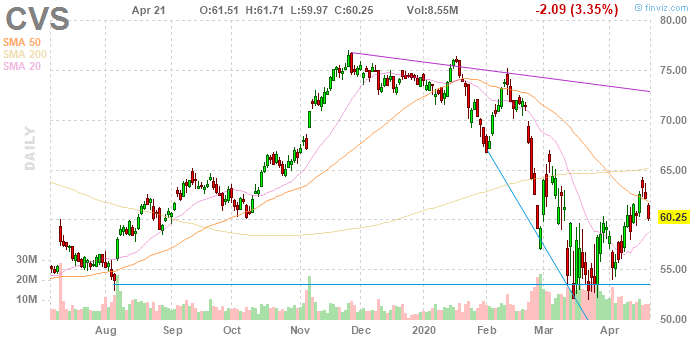 CVS
Apr 21 O:61.51 H:61.71 L:59.97 C:60.25 Vol:8.55M -2.09 (3.35%)
© finviz.com
SMA 50
SMA 200
SMA 20
DAILY
80.00
75.00
70.00
65.00
60.25
55.00
50.00
30M
20M
10M
Aug Sep Oct Nov Dec 2020 Feb Mar Apr